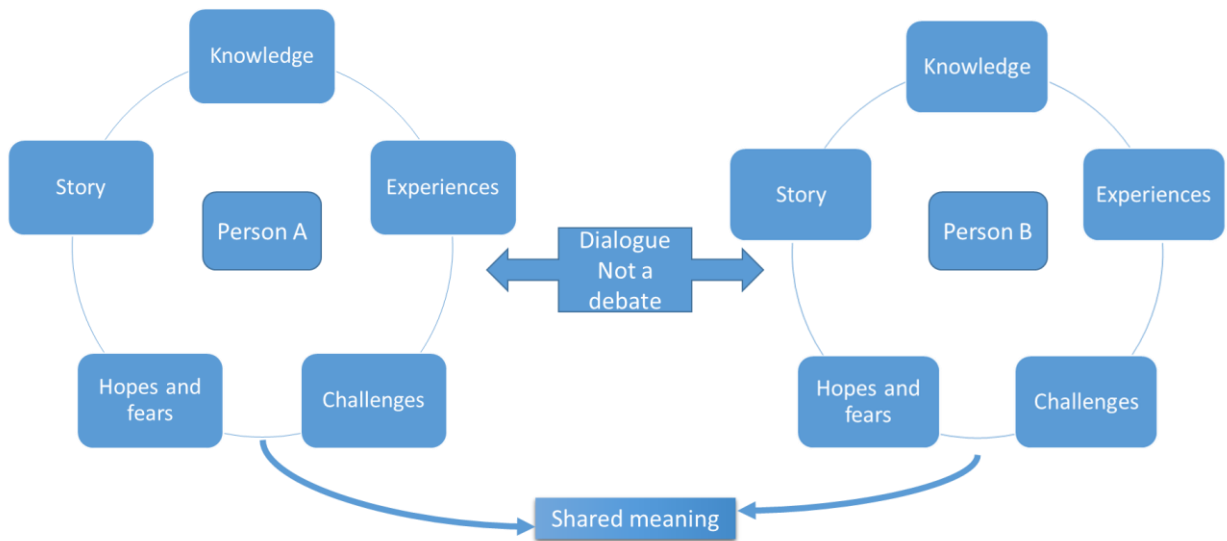 Knowledge
Story
Experiences
Person A
Hopes and
fears
Challenges
Dialogue
Not a
debate
Knowledge
Story
Experiences
Person B
Hopes and
fears
Challenges
Shared meaning